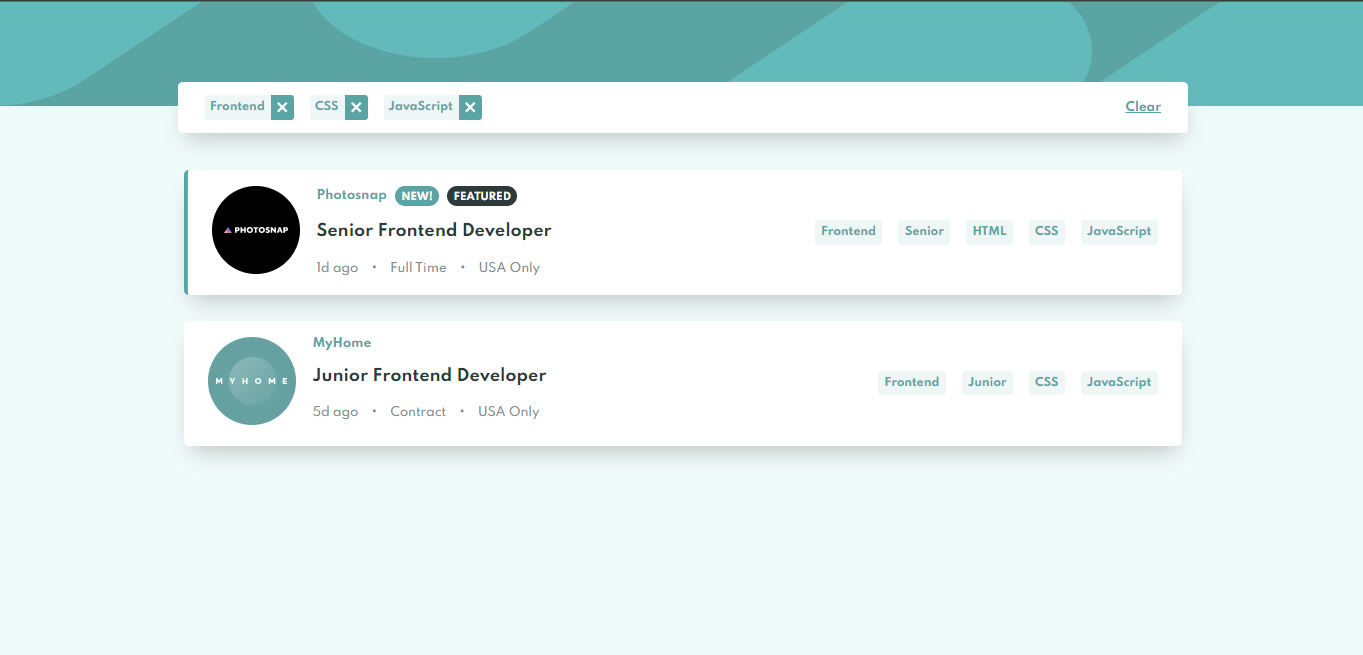 Frontend CSS JavaScript Clear
Photosnap NEW! FEATURED
PHOTOSNAP
Senior Frontend Developer
Frontend Senior HTML CSS JavaScript
1d ago • Full Time • USA Only
MyHome
MYHOME
Junior Frontend Developer
Frontend Junior CSS JavaScript
5d ago • Contract • USA Only